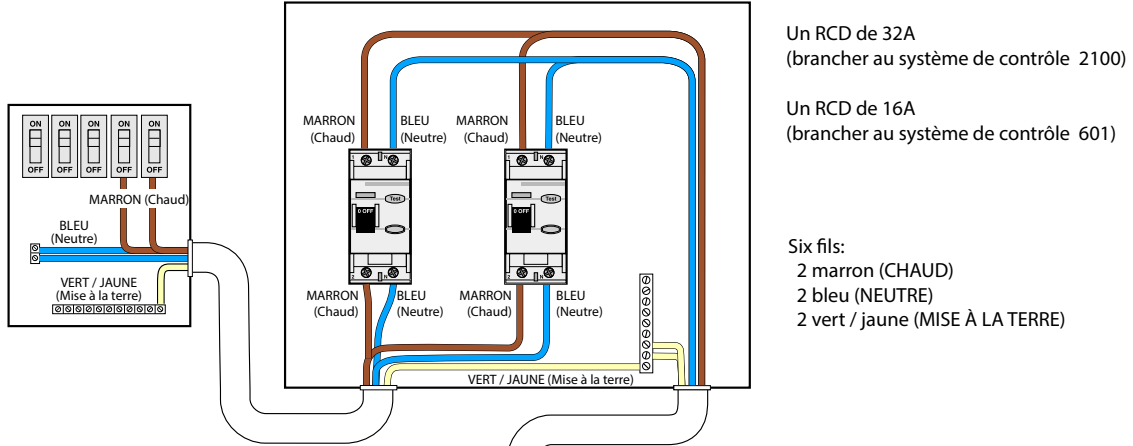 Un RCD de 32A
(brancher au système de contrôle 2100)
Un RCD de 16A
(brancher au système de contrôle 601)
Six fils:
2 marron (CHAUD)
2 bleu (NEUTRE)
2 vert / jaune (MISE À LA TERRE)
ON ON ON ON ON
OFF OFF OFF OFF OFF
MARRON (Chaud)
BLEU
(Neutre)
VERT / JAUNE
(Mise à la terre)
MARRON
(Chaud)
BLEU
(Neutre)
MARRON
(Chaud)
BLEU
(Neutre)
1 N
Test
0 OFF
2 N
1 N
Test
0 OFF
2 N
MARRON
(Chaud)
BLEU
(Neutre)
MARRON
(Chaud)
BLEU
(Neutre)
VERT / JAUNE (Mise à la terre)